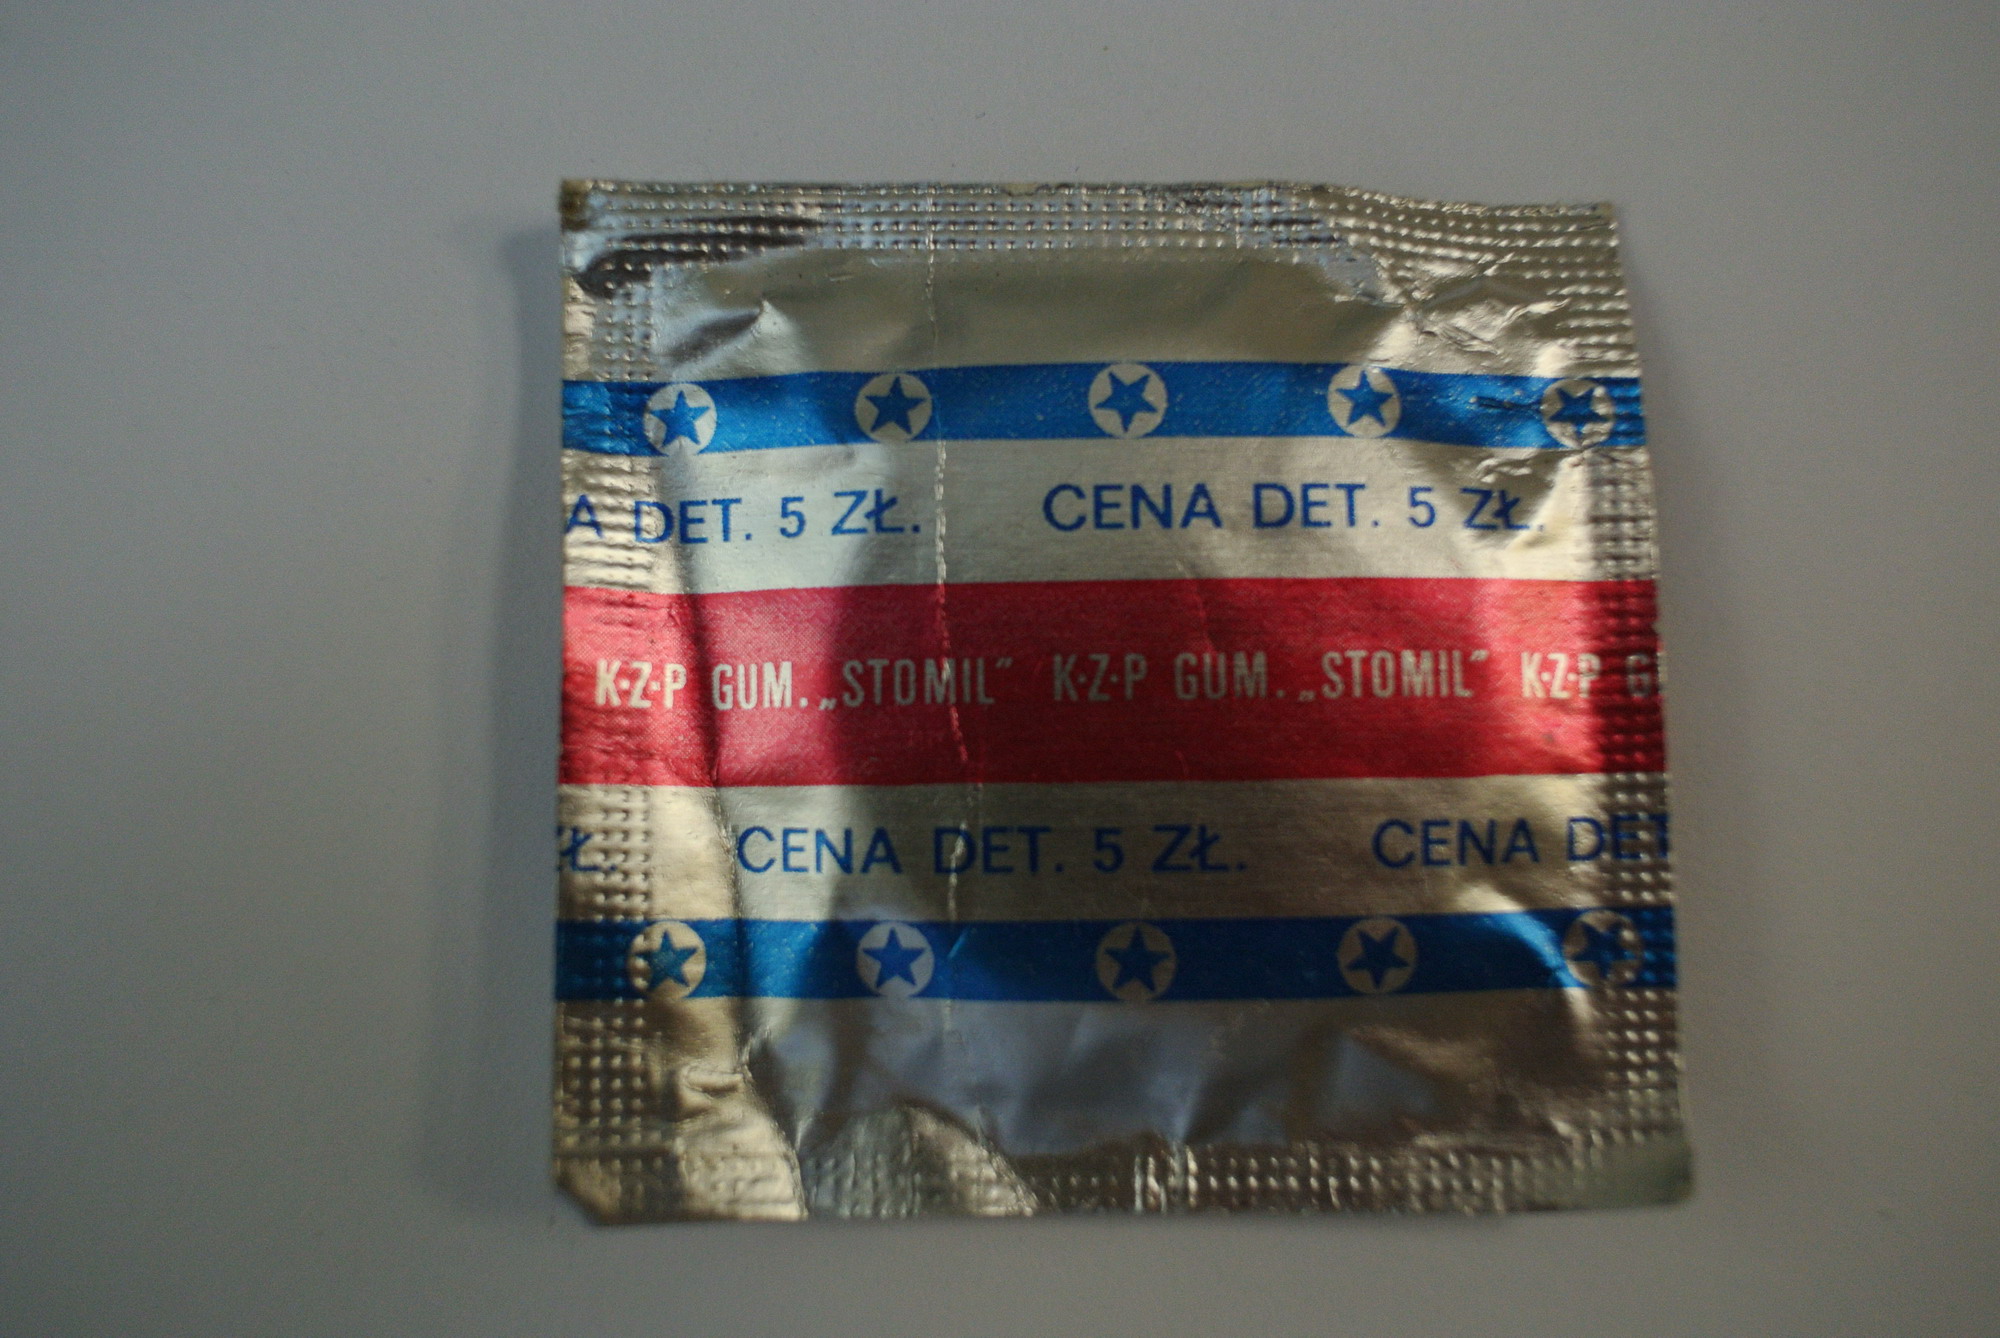 A DET. 5 ZŁ. CENA DET. 5 ZŁ.
K·Z·P GUM. „STOMIL” K·Z·P GUM. „STOMIL” K·Z·P G
ZŁ. CENA DET. 5 ZŁ. CENA DET